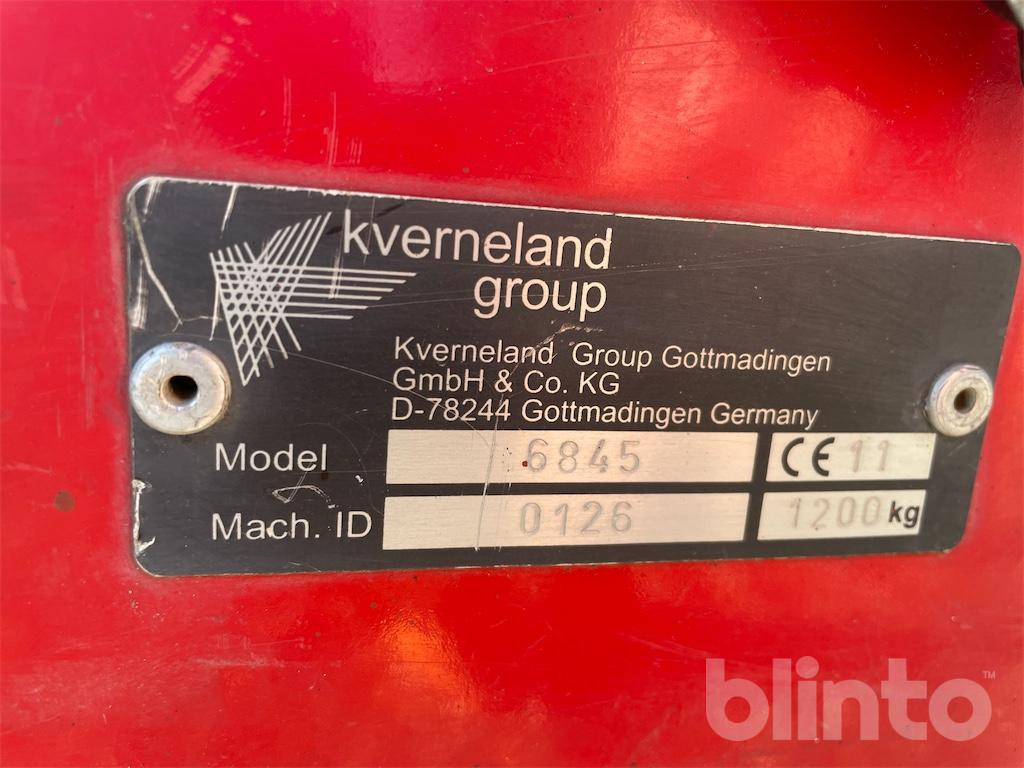 kverneland
group
Kverneland Group Gottmadingen
GmbH & Co. KG
D-78244 Gottmadingen Germany
Model 6845 CE 11
Mach. ID 0126 1200 kg
blinto™